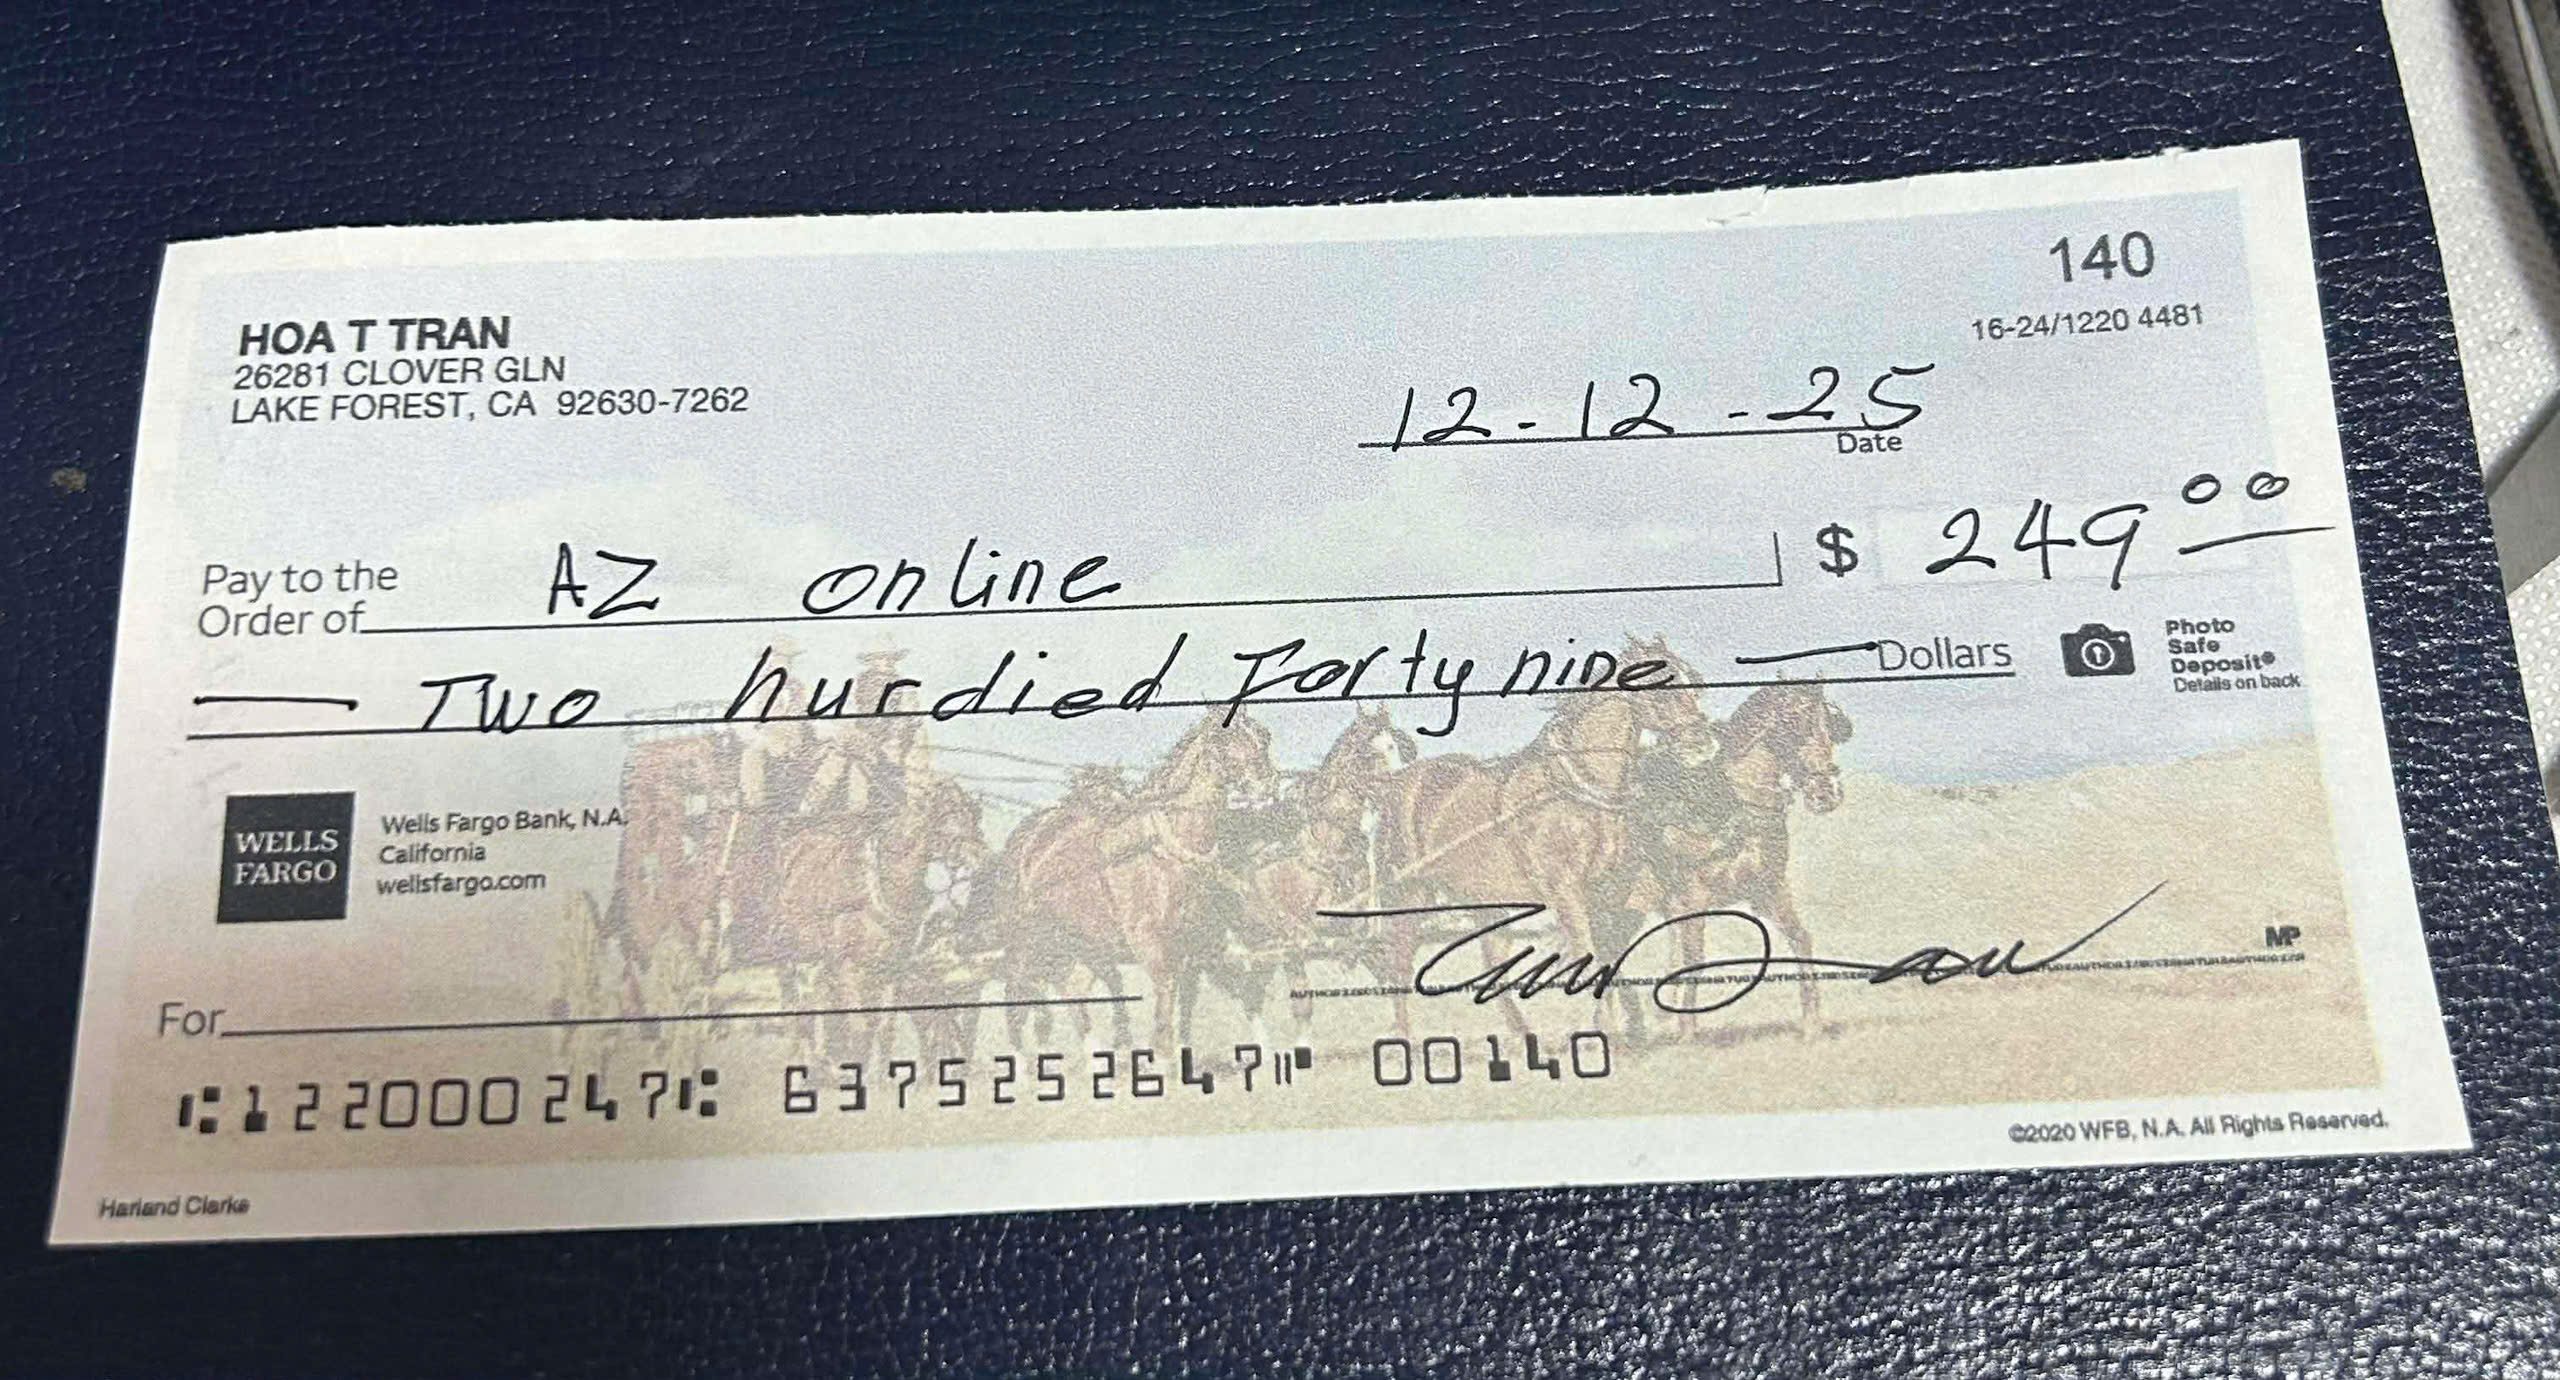 140
16-24/1220 4481
HOA T TRAN
26281 CLOVER GLN
LAKE FOREST, CA 92630-7262
12-12-25
Date
Pay to the
Order of AZ online $ 249 00
Two hurdied Forty nine Dollars
Photo
Safe
Deposit®
Details on back
WELLS
FARGO
Wells Fargo Bank, N.A.
California
wellsfargo.com
MP
For
⑆122000247⑆ 6375252647⑈ 00140
©2020 WFB, N.A. All Rights Reserved.
Harland Clarke